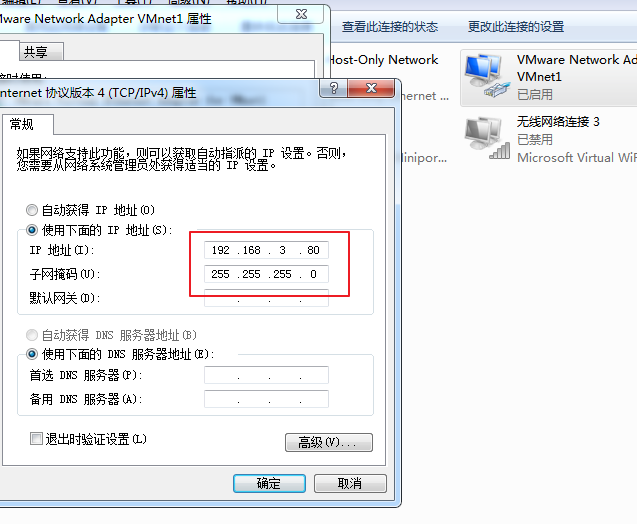 Mware Network Adapter VMnet1 属性
共享
查看此连接的状态
更改此连接的设置
Host-Only Network
ernet ...
VMware Network Ad
VMnet1
已启用
无线网络连接 3
已禁用
Microsoft Virtual WiF
Minipor...
nternet 协议版本 4 (TCP/IPv4) 属性
常规
如果网络支持此功能，则可以获取自动指派的 IP 设置。否则，
您需要从网络系统管理员处获得适当的 IP 设置。
自动获得 IP 地址(O)
使用下面的 IP 地址(S):
IP 地址(I):
192 .168 . 3 . 80
子网掩码(U):
255 .255 .255 . 0
默认网关(D):
. . .
自动获得 DNS 服务器地址(B)
使用下面的 DNS 服务器地址(E):
首选 DNS 服务器(P):
. . .
备用 DNS 服务器(A):
. . .
退出时验证设置(L)
高级(V)...
确定
取消